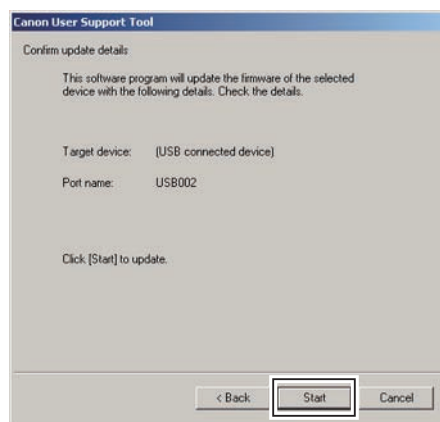 Canon User Support Tool
Confirm update details
This software program will update the firmware of the selected
device with the following details. Check the details.
Target device: (USB connected device)
Port name: USB002
Click [Start] to update.
< Back Start Cancel